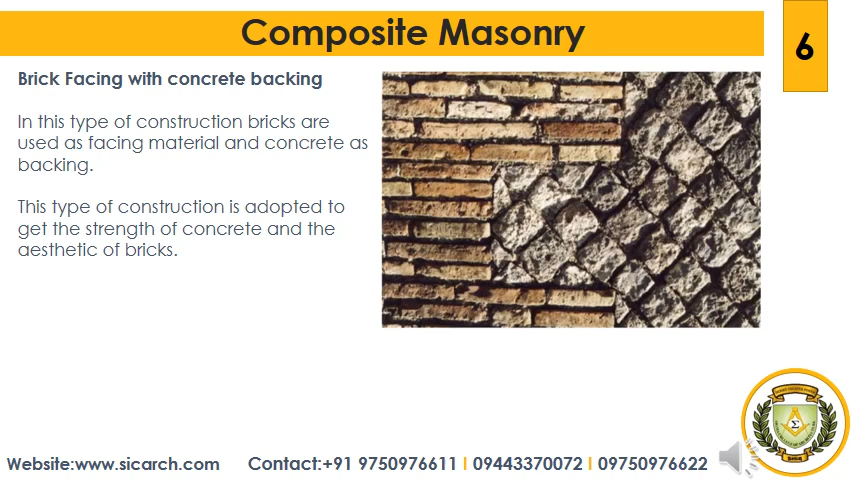 Composite Masonry
6
Brick Facing with concrete backing
In this type of construction bricks are
used as facing material and concrete as
backing.
This type of construction is adopted to
get the strength of concrete and the
aesthetic of bricks.
Website:www.sicarch.com Contact:+91 9750976611 I 09443370072 I 09750976622